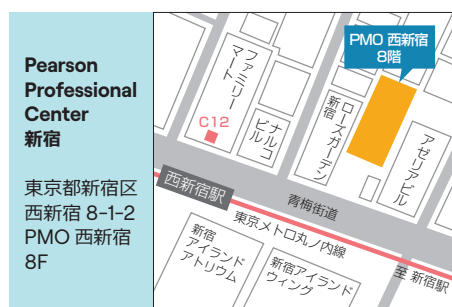 Pearson
Professional
Center
新宿
東京都新宿区
西新宿 8-1-2
PMO 西新宿
8F
PMO 西新宿
8階
ファミリー
マート
C12
ナルコ
ビル
新宿
ローズガーデン
アゼリアビル
西新宿駅
青梅街道
東京メトロ丸ノ内線
至 新宿駅
新宿
アイランド
アトリウム
新宿アイランド
ウィング